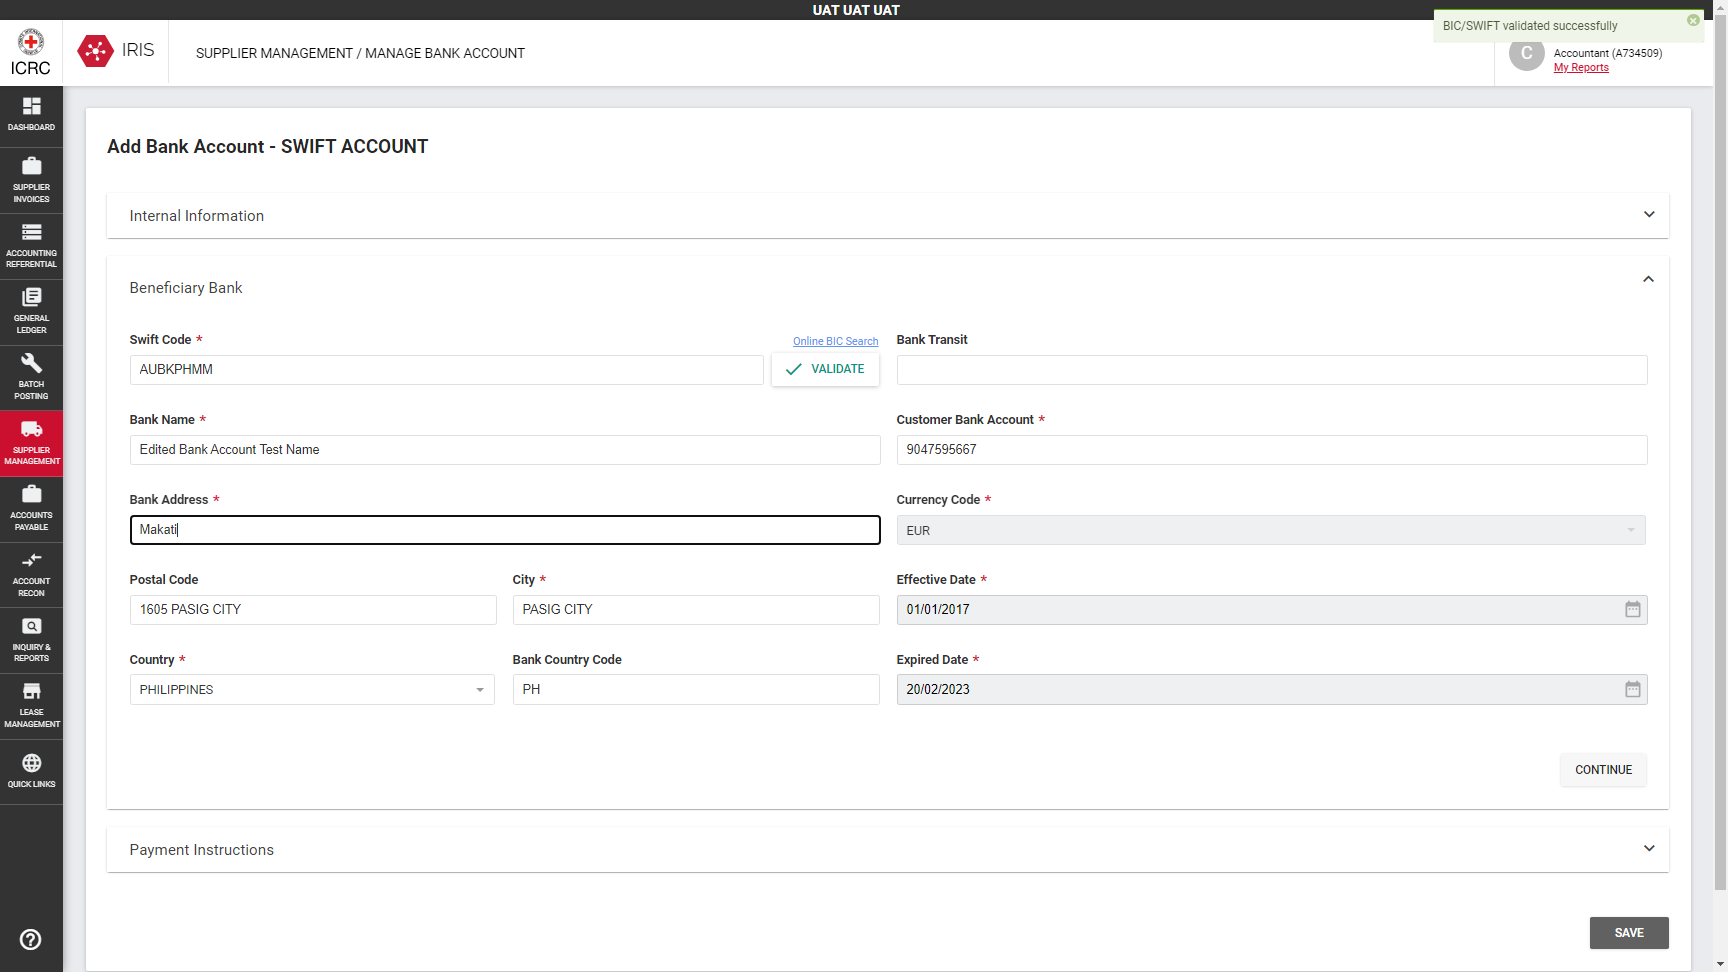 UAT UAT UAT
BIC/SWIFT validated successfully
ICRC
IRIS
SUPPLIER MANAGEMENT / MANAGE BANK ACCOUNT
C
Accountant (A734509)
My Reports
DASHBOARD
SUPPLIER
INVOICES
ACCOUNTING
REFERENTIAL
GENERAL
LEDGER
BATCH
POSTING
SUPPLIER
MANAGEMENT
ACCOUNTS
PAYABLE
ACCOUNT
RECON
INQUIRY &
REPORTS
LEASE
MANAGEMENT
QUICK LINKS
Add Bank Account - SWIFT ACCOUNT
Internal Information
Beneficiary Bank
Swift Code *
Online BIC Search
Bank Transit
AUBKPHMM
VALIDATE
Bank Name *
Customer Bank Account *
Edited Bank Account Test Name
9047595667
Bank Address *
Currency Code *
Makati
EUR
Postal Code
City *
Effective Date *
1605 PASIG CITY
PASIG CITY
01/01/2017
Country *
Bank Country Code
Expired Date *
PHILIPPINES
PH
20/02/2023
CONTINUE
Payment Instructions
SAVE